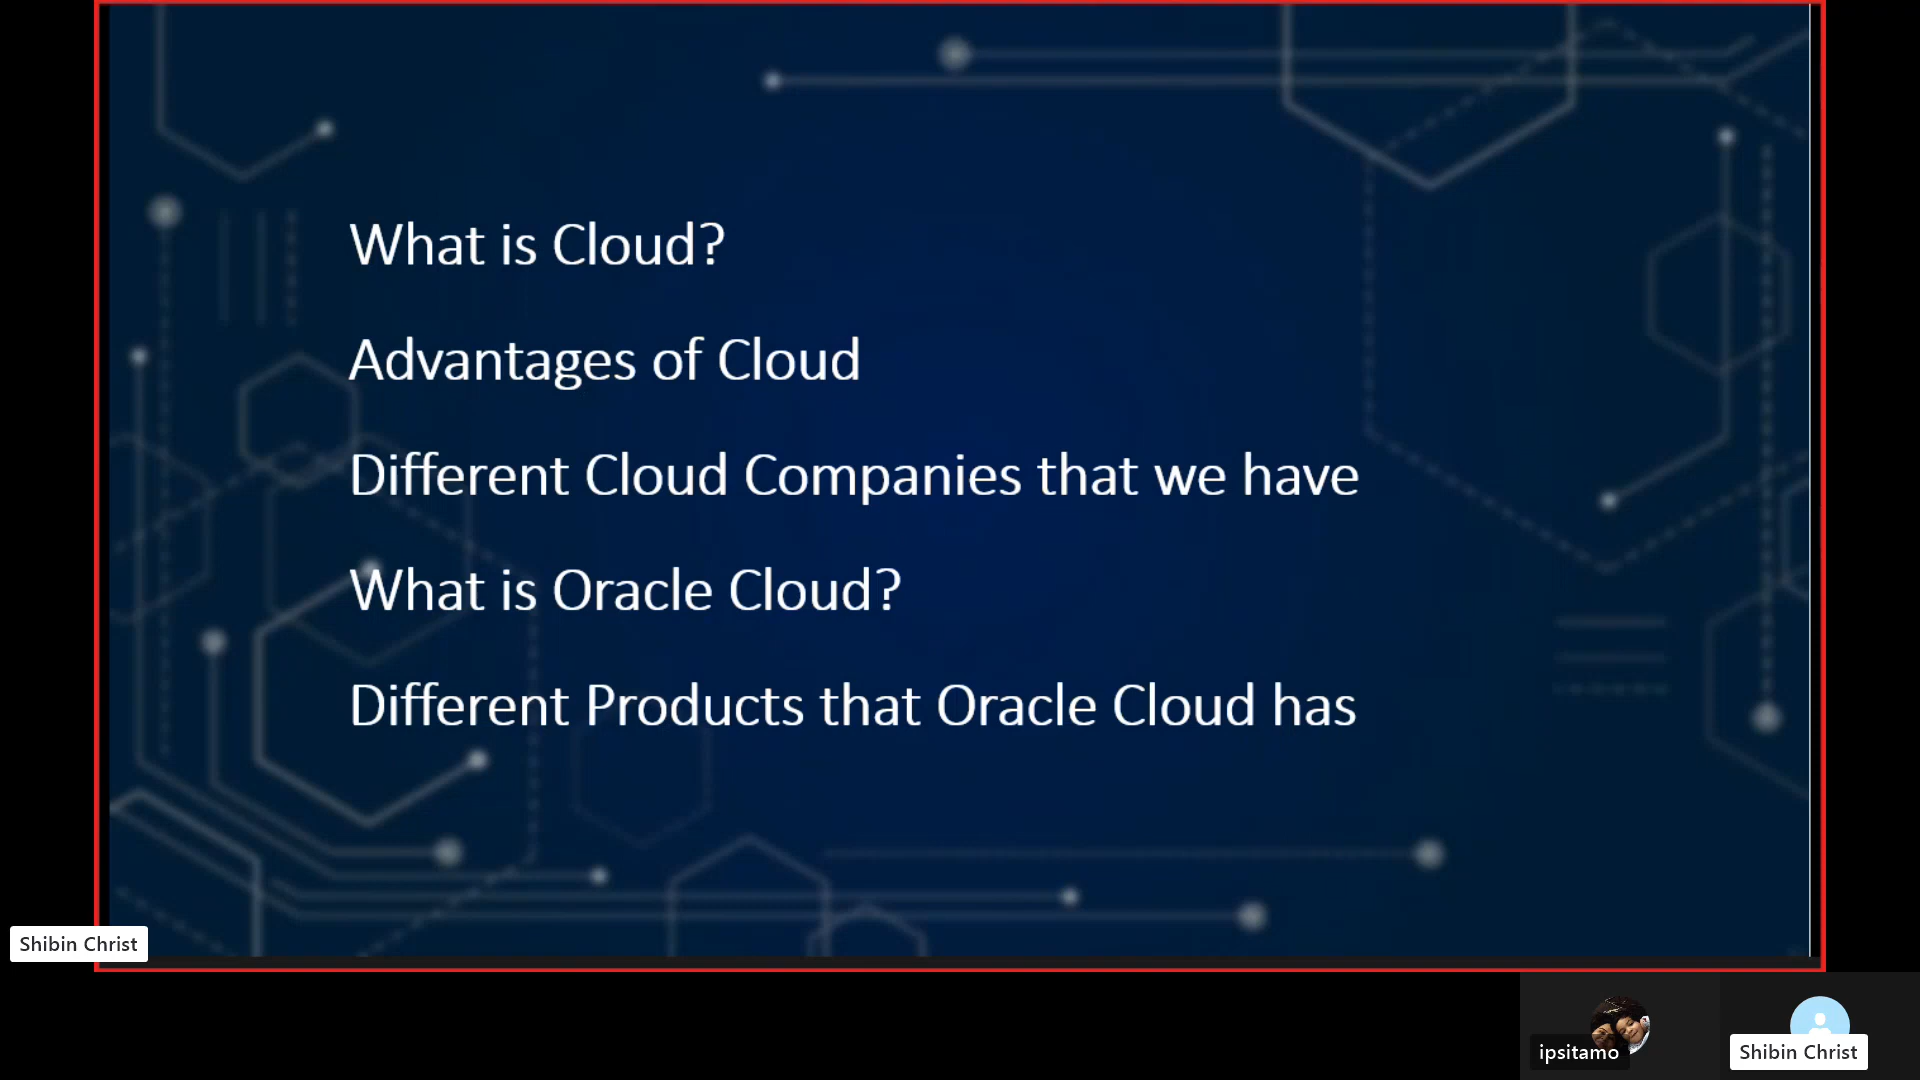 What is Cloud?
Advantages of Cloud
Different Cloud Companies that we have
What is Oracle Cloud?
Different Products that Oracle Cloud has
Shibin Christ
ipsitamo
Shibin Christ